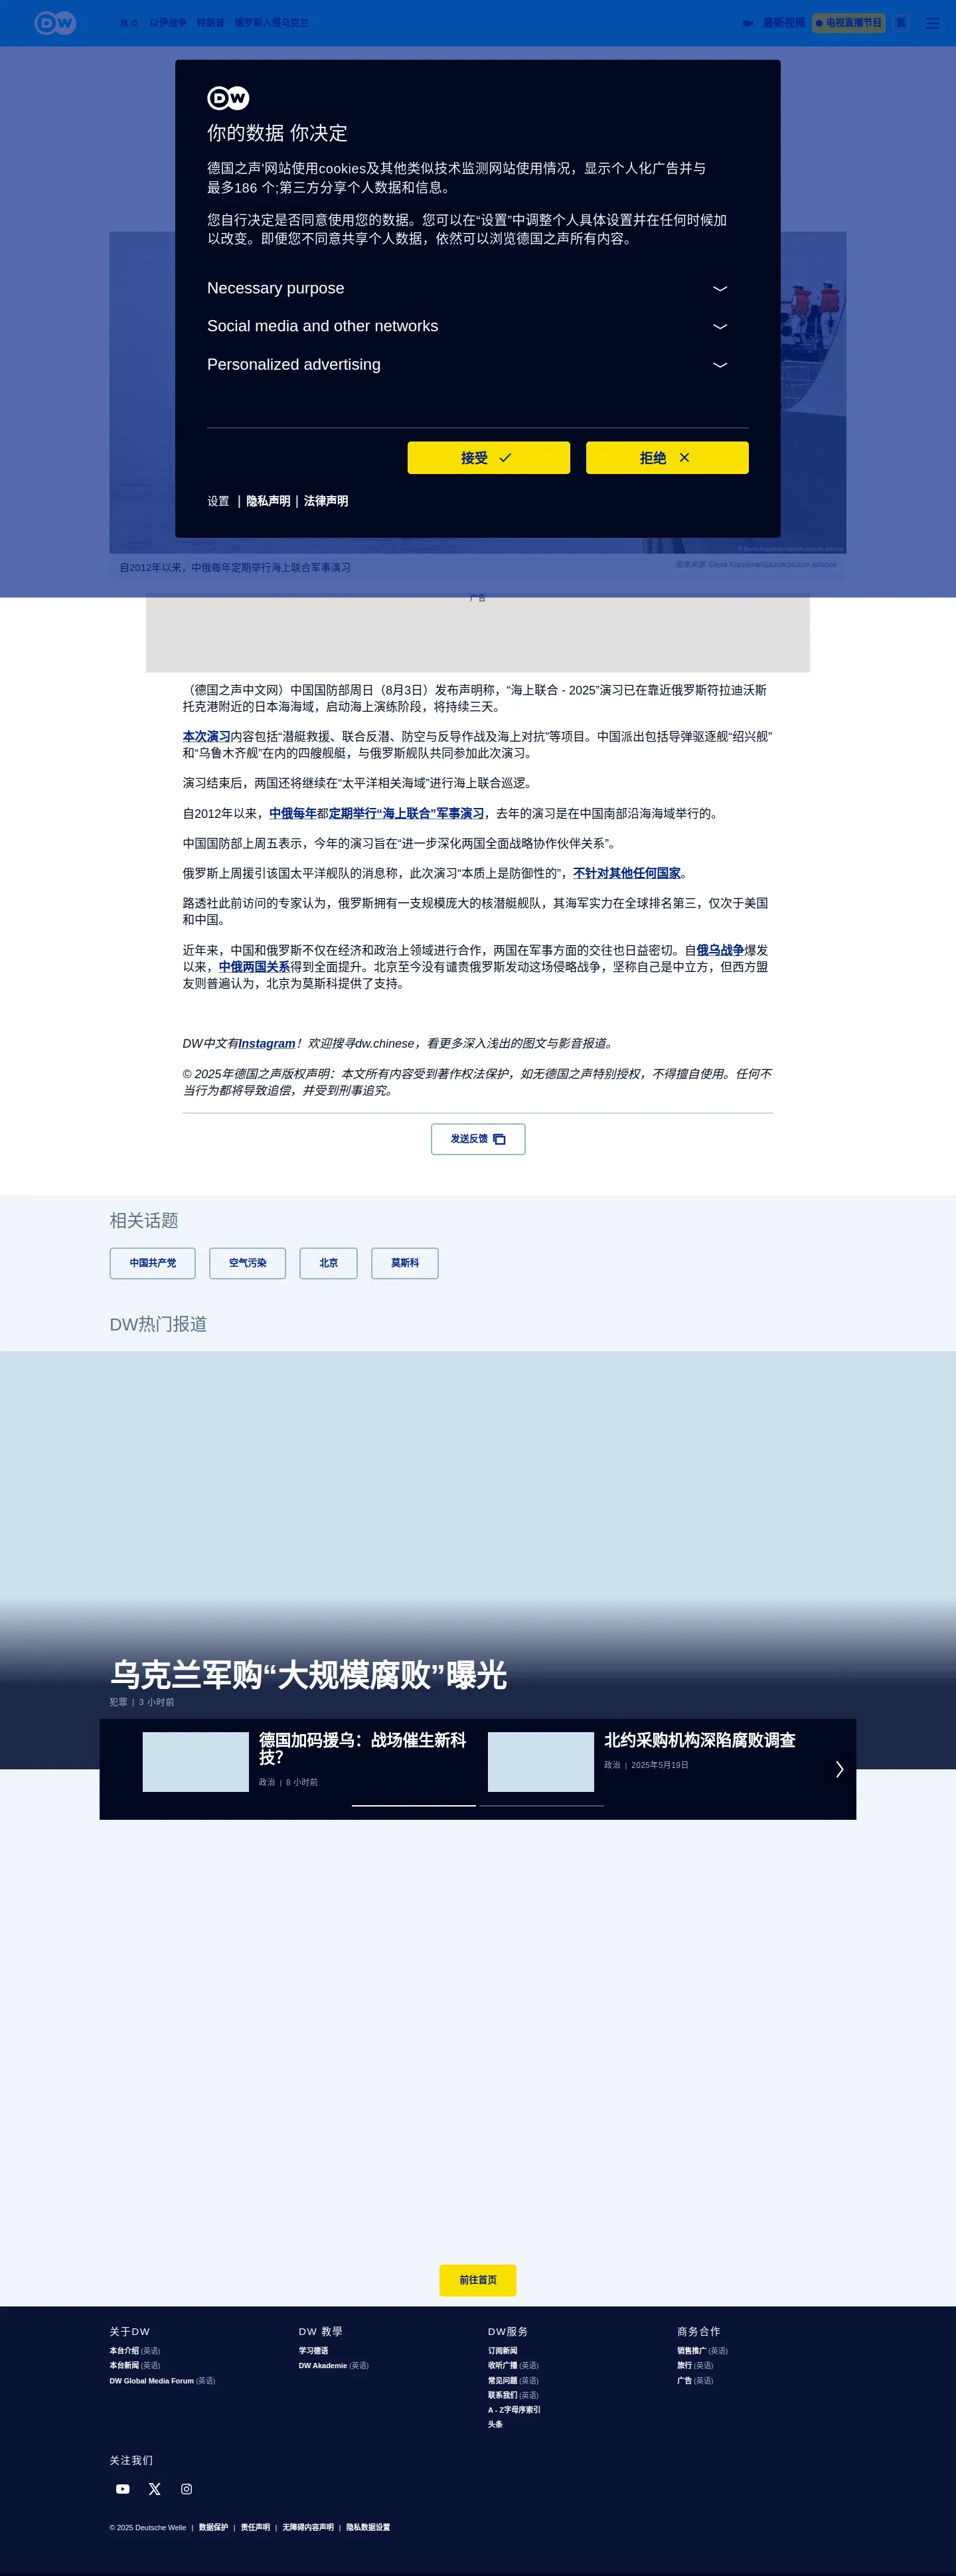 DW
焦点 以伊战争 特朗普 俄罗斯入侵乌克兰
最新视频 电视直播节目 繁
DW
你的数据 你决定
德国之声'网站使用cookies及其他类似技术监测网站使用情况，显示个人化广告并与
最多186 个;第三方分享个人数据和信息。
您自行决定是否同意使用您的数据。您可以在“设置”中调整个人具体设置并在任何时候加
以改变。即便您不同意共享个人数据，依然可以浏览德国之声所有内容。
Necessary purpose
Social media and other networks
Personalized advertising
接受 拒绝
设置 | 隐私声明 | 法律声明
© Elena Kopylova/Sputnik/picture alliance
自2012年以来，中俄每年定期举行海上联合军事演习
图像来源: Elena Kopylova/Sputnik/picture alliance
广告
（德国之声中文网）中国国防部周日（8月3日）发布声明称，“海上联合 - 2025”演习已在靠近俄罗斯符拉迪沃斯
托克港附近的日本海海域，启动海上演练阶段，将持续三天。
本次演习内容包括“潜艇救援、联合反潜、防空与反导作战及海上对抗”等项目。中国派出包括导弹驱逐舰“绍兴舰”
和“乌鲁木齐舰”在内的四艘舰艇，与俄罗斯舰队共同参加此次演习。
演习结束后，两国还将继续在“太平洋相关海域”进行海上联合巡逻。
自2012年以来，中俄每年都定期举行“海上联合”军事演习，去年的演习是在中国南部沿海海域举行的。
中国国防部上周五表示，今年的演习旨在“进一步深化两国全面战略协作伙伴关系”。
俄罗斯上周援引该国太平洋舰队的消息称，此次演习“本质上是防御性的”，不针对其他任何国家。
路透社此前访问的专家认为，俄罗斯拥有一支规模庞大的核潜艇舰队，其海军实力在全球排名第三，仅次于美国
和中国。
近年来，中国和俄罗斯不仅在经济和政治上领域进行合作，两国在军事方面的交往也日益密切。自俄乌战争爆发
以来，中俄两国关系得到全面提升。北京至今没有谴责俄罗斯发动这场侵略战争，坚称自己是中立方，但西方盟
友则普遍认为，北京为莫斯科提供了支持。
DW中文有Instagram！欢迎搜寻dw.chinese，看更多深入浅出的图文与影音报道。
© 2025年德国之声版权声明：本文所有内容受到著作权法保护，如无德国之声特别授权，不得擅自使用。任何不
当行为都将导致追偿，并受到刑事追究。
发送反馈
相关话题
中国共产党 空气污染 北京 莫斯科
DW热门报道
乌克兰军购“大规模腐败”曝光
犯罪 | 3 小时前
德国加码援乌：战场催生新科
技？
政治 | 8 小时前
北约采购机构深陷腐败调查
政治 | 2025年5月19日
前往首页
关于DW
本台介绍 (英语)
本台新闻 (英语)
DW Global Media Forum (英语)
DW 教學
学习德语
DW Akademie (英语)
DW服务
订阅新闻
收听广播 (英语)
常见问题 (英语)
联系我们 (英语)
A - Z字母序索引
头条
商务合作
销售推广 (英语)
旅行 (英语)
广告 (英语)
关注我们
© 2025 Deutsche Welle | 数据保护 | 责任声明 | 无障碍内容声明 | 隐私数据设置